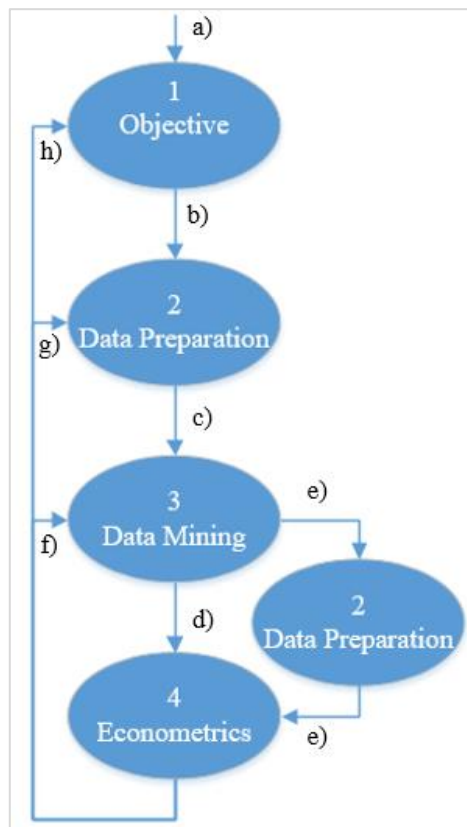 a)
1
Objective
h)
b)
2
Data Preparation
g)
c)
3
Data Mining
e)
f)
2
Data Preparation
d)
4
Econometrics
e)